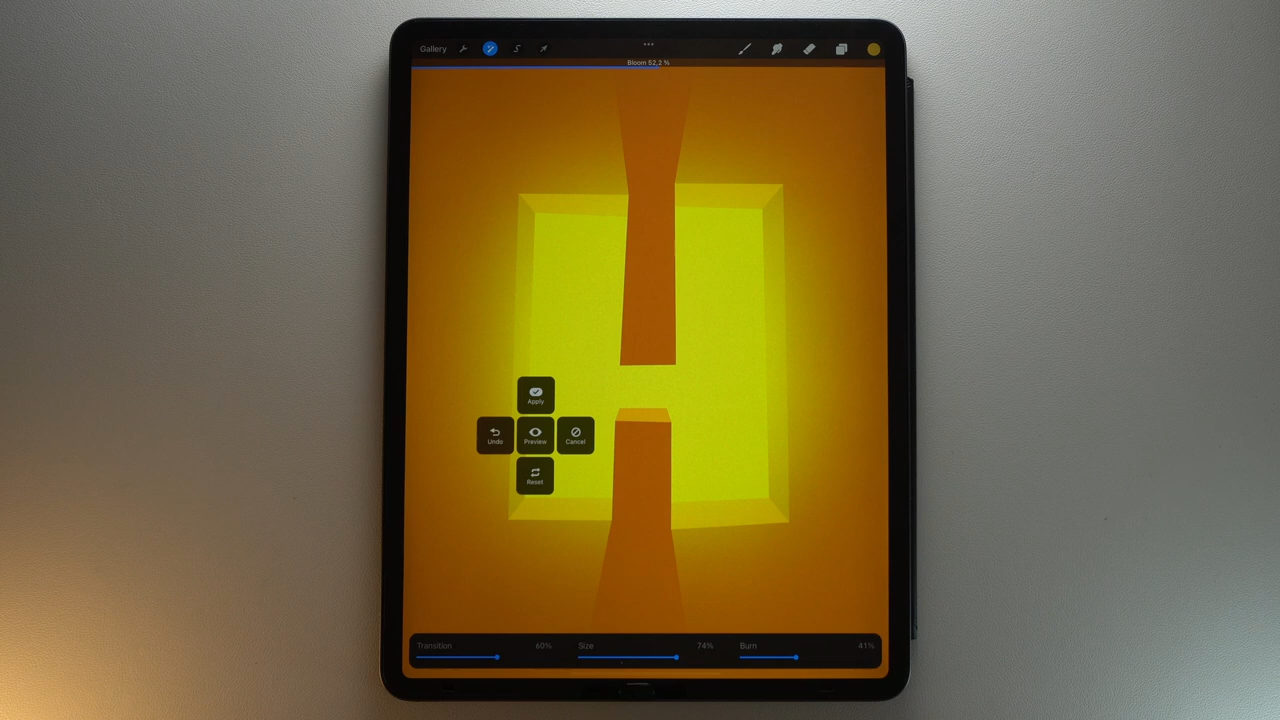 Gallery
Bloom 52,2 %
Apply
Undo Preview Cancel
Reset
Transition 60% Size 74% Burn 41%